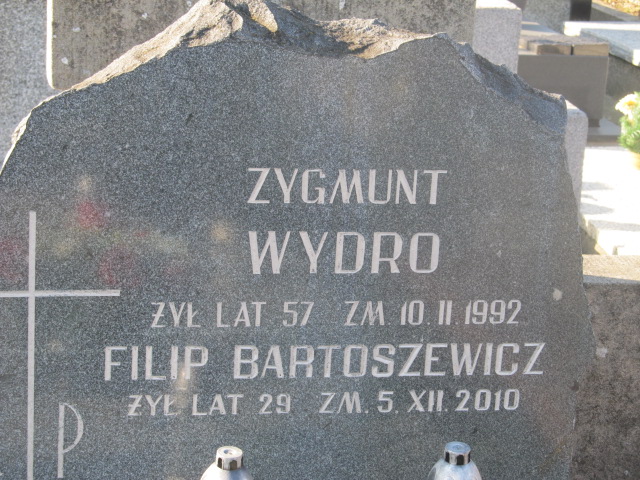 ZYGMUNT
WYDRO
ŻYŁ LAT 57 ZM 10.II.1992
FILIP BARTOSZEWICZ
ŻYŁ LAT 29 ZM. 5. XII. 2010
P